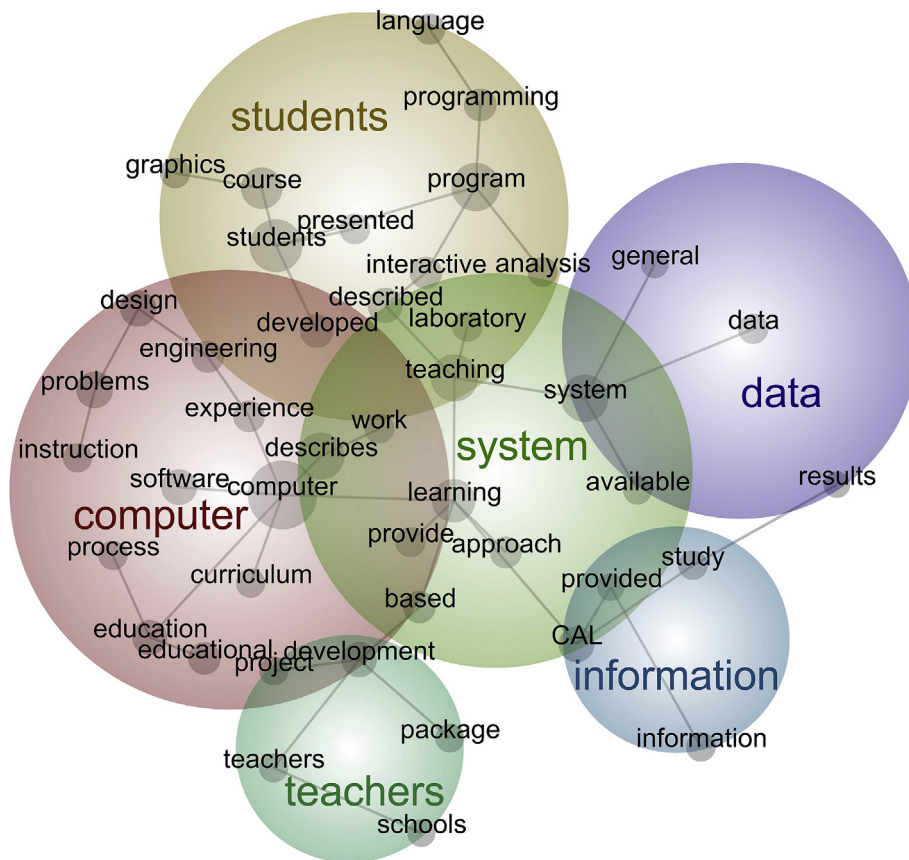 language
programming
students
graphics
course
program
presented
students
general
interactive
analysis
design
described
developed
laboratory
data
engineering
teaching
problems
system
data
experience
work
instruction
describes
system
software
computer
learning
available
results
computer
process
provide
approach
study
curriculum
provided
based
education
CAL
educational
development
project
information
package
information
teachers
teachers
schools